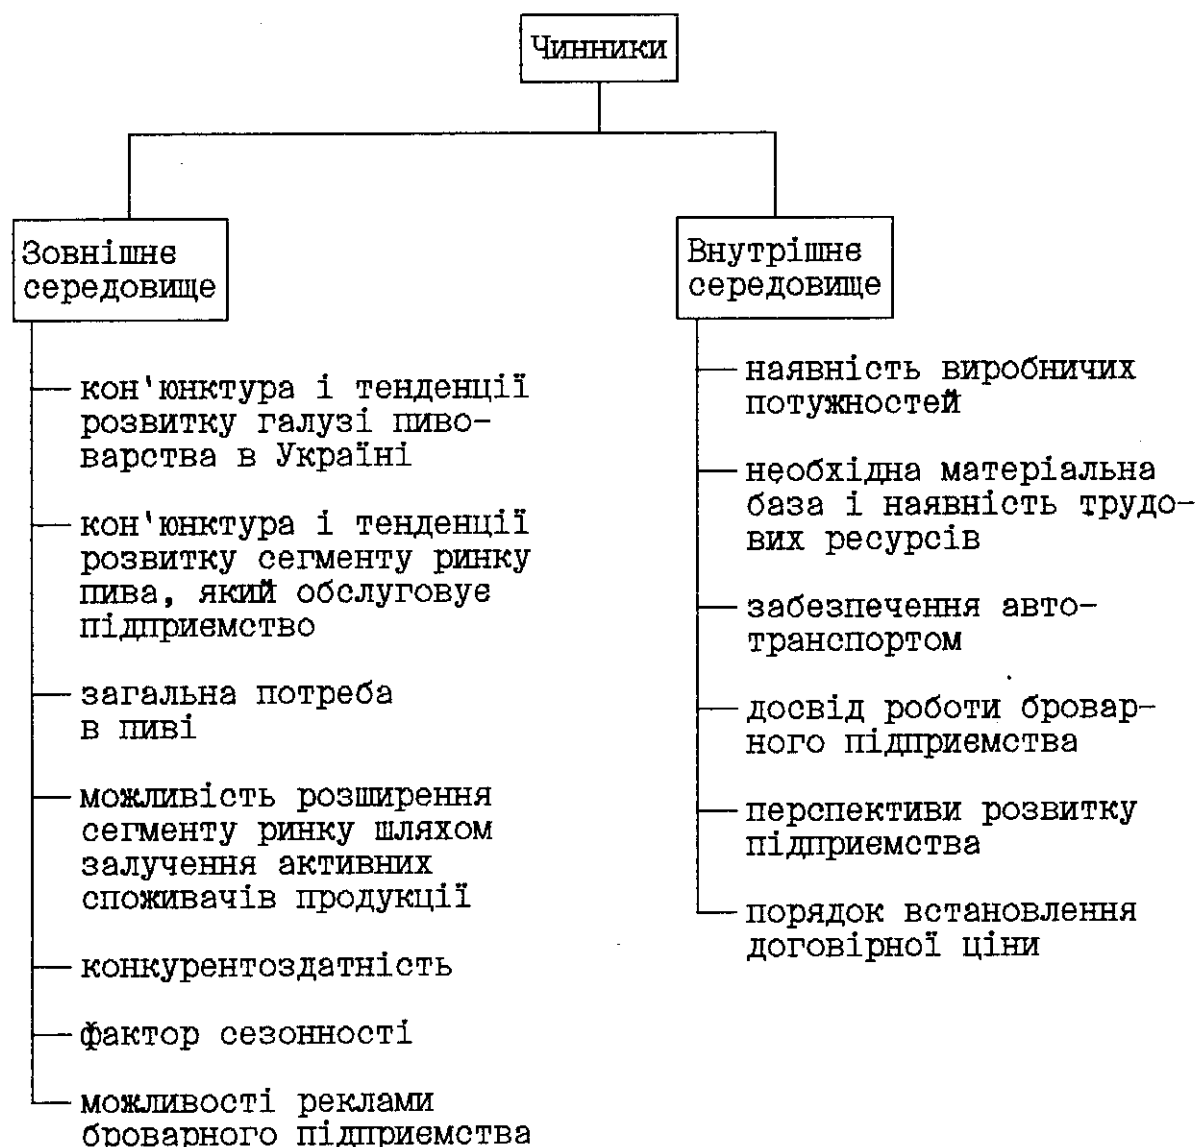 Чинники
Зовнішнє
середовище
кон'юнктура і тенденції
розвитку галузі пиво-
варства в Україні
кон'юнктура і тенденції
розвитку сегменту ринку
пива, який обслуговує
підприємство
загальна потреба
в пиві
можливість розширення
сегменту ринку шляхом
залучення активних
споживачів продукції
конкурентоздатність
фактор сезонності
можливості реклами
броварного підприємства
Внутрішнє
середовище
наявність виробничих
потужностей
необхідна матеріальна
база і наявність трудо-
вих ресурсів
забезпечення авто-
транспортом
досвід роботи бровар-
ного підприємства
перспективи розвитку
підприємства
порядок встановлення
договірної ціни